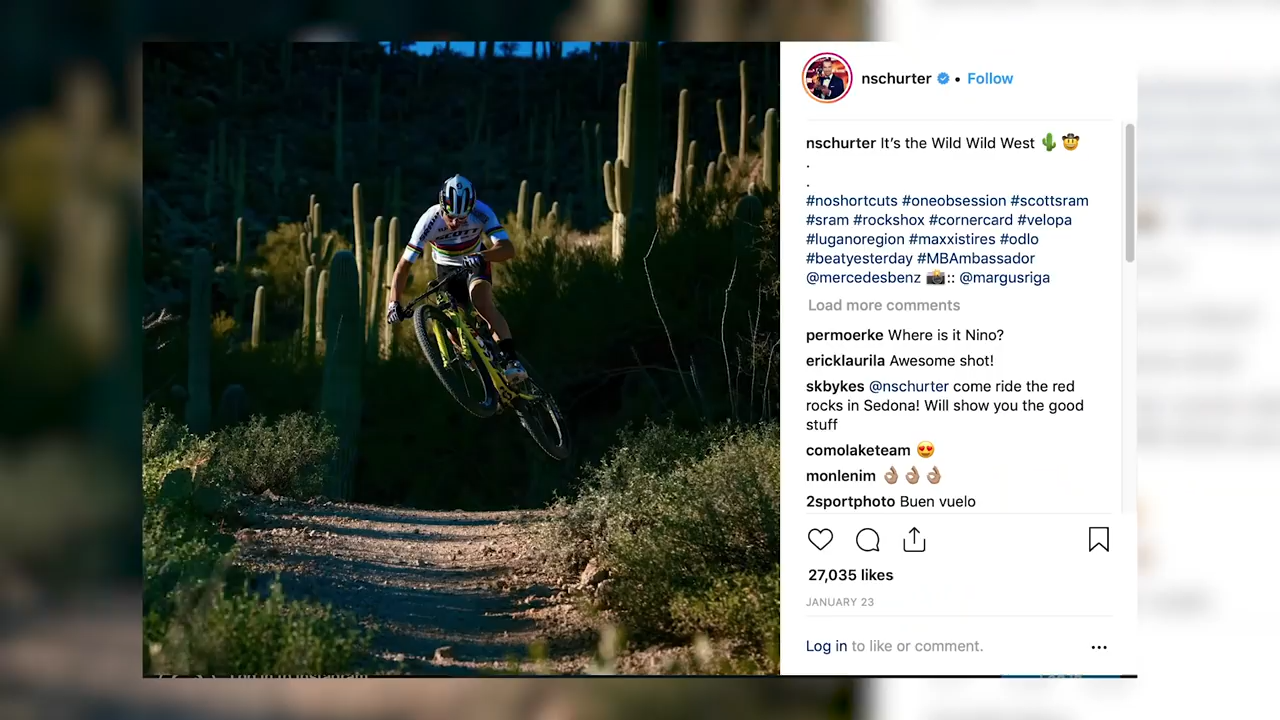 nschurter • Follow
nschurter It's the Wild Wild West 🌵 🤠
.
.
#noshortcuts #oneobsession #scottsram
#sram #rockshox #cornercard #velopa
#luganoregion #maxxistires #odlo
#beatyesterday #MBAmbassador
@mercedesbenz 📸:: @margusriga
Load more comments
permoerke Where is it Nino?
ericklaurila Awesome shot!
skbykes @nschurter come ride the red
rocks in Sedona! Will show you the good
stuff
comolaketeam 😍
monlenim 👌🏽👌🏽👌🏽
2sportphoto Buen vuelo
27,035 likes
JANUARY 23
Log in to like or comment.
SCOTT